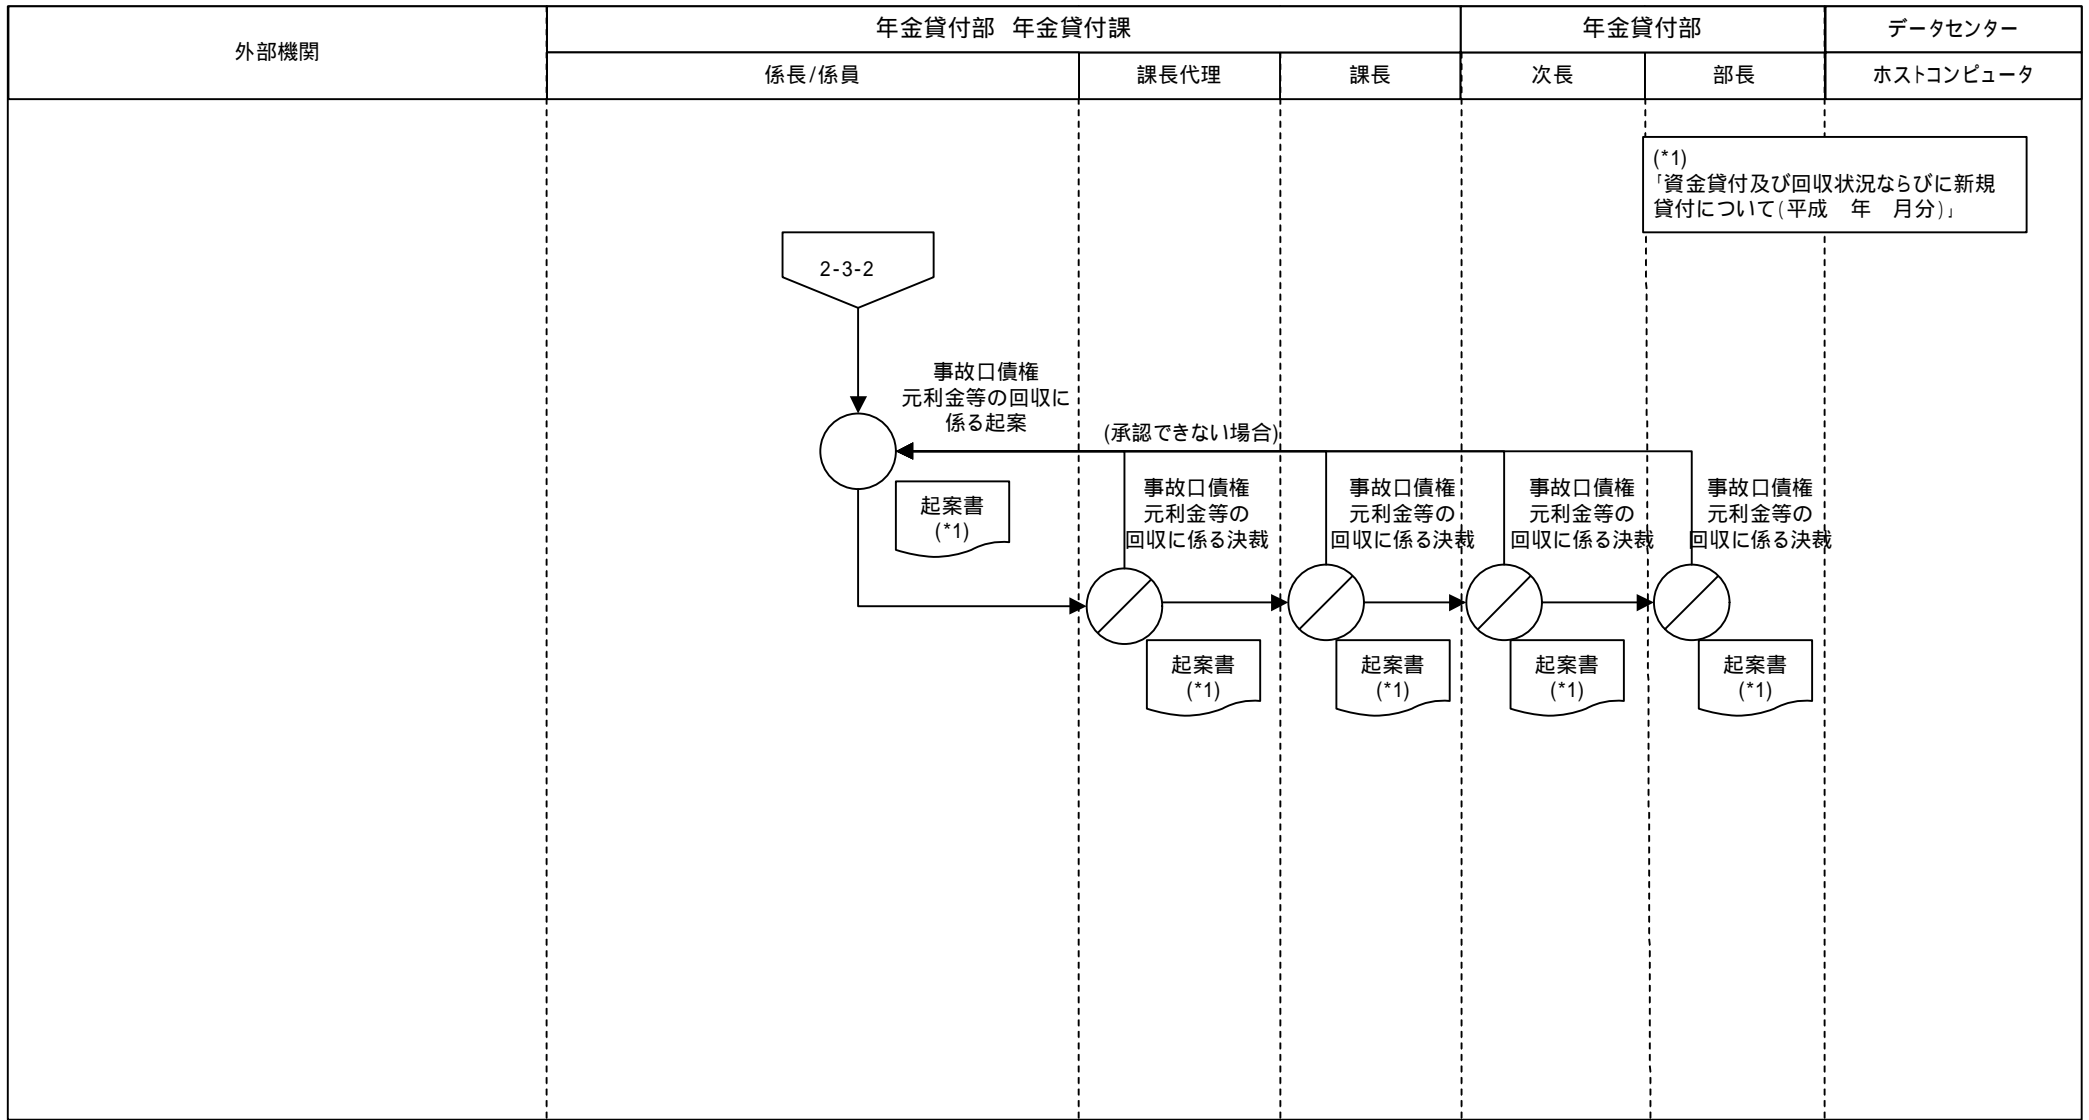 外部機関
年金貸付部 年金貸付課
年金貸付部
データセンター
係長/係員
課長代理
課長
次長
部長
ホストコンピュータ
(*1)
「資金貸付及び回収状況ならびに新規
貸付について(平成　年　月分)」
2-3-2
事故口債権
元利金等の回収に
係る起案
(承認できない場合)
起案書
(*1)
事故口債権
元利金等の
回収に係る決裁
事故口債権
元利金等の
回収に係る決裁
事故口債権
元利金等の
回収に係る決裁
事故口債権
元利金等の
回収に係る決裁
起案書
(*1)
起案書
(*1)
起案書
(*1)
起案書
(*1)